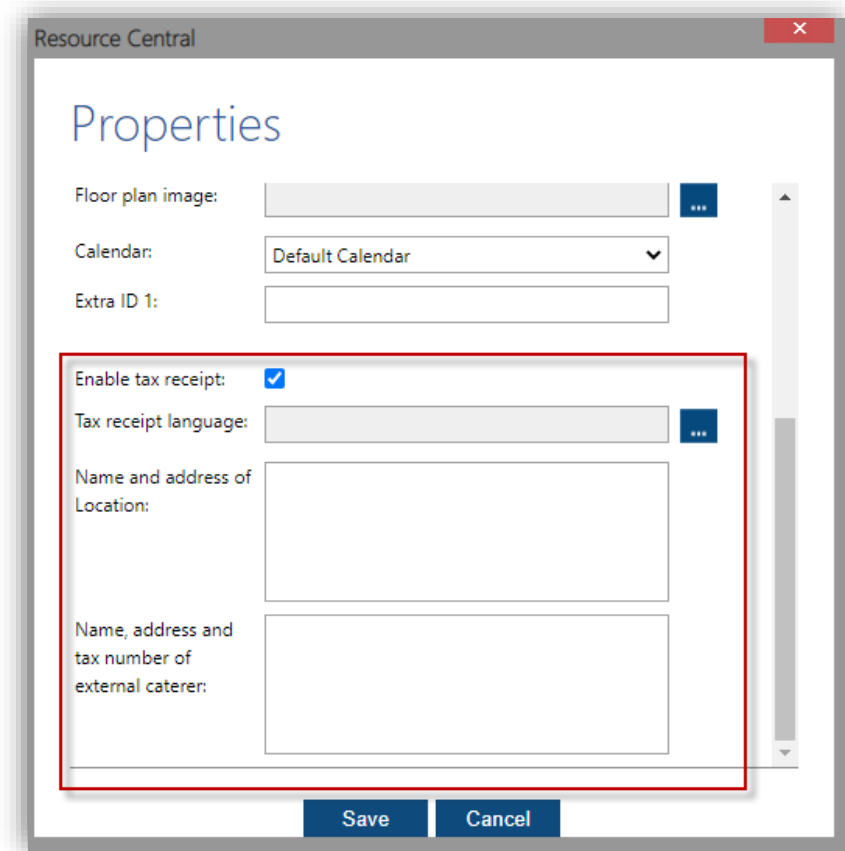 Resource Central
Properties
Floor plan image:
...
Calendar:
Default Calendar
Extra ID 1:
Enable tax receipt:
Tax receipt language:
...
Name and address of
Location:
Name, address and
tax number of
external caterer:
Save
Cancel